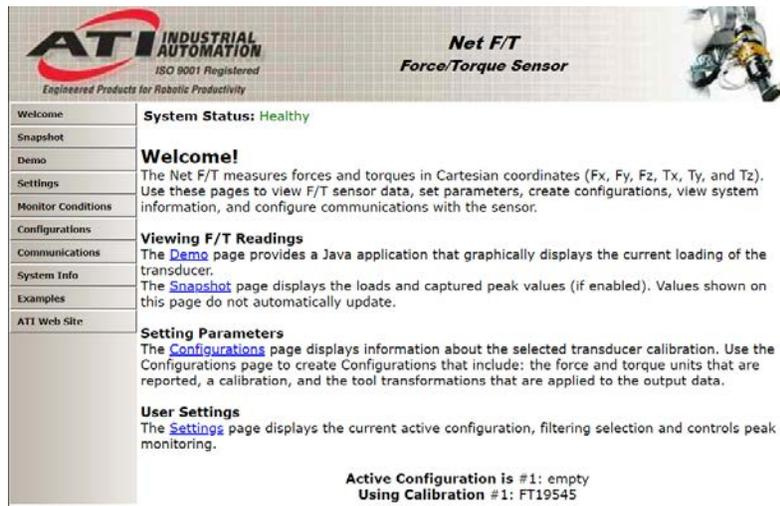 ATI INDUSTRIAL
AUTOMATION
ISO 9001 Registered
Engineered Products for Robotic Productivity
Net F/T
Force/Torque Sensor
Welcome
Snapshot
Demo
Settings
Monitor Conditions
Configurations
Communications
System Info
Examples
ATI Web Site
System Status: Healthy
Welcome!
The Net F/T measures forces and torques in Cartesian coordinates (Fx, Fy, Fz, Tx, Ty, and Tz).
Use these pages to view F/T sensor data, set parameters, create configurations, view system
information, and configure communications with the sensor.
Viewing F/T Readings
The Demo page provides a Java application that graphically displays the current loading of the
transducer.
The Snapshot page displays the loads and captured peak values (if enabled). Values shown on
this page do not automatically update.
Setting Parameters
The Configurations page displays information about the selected transducer calibration. Use the
Configurations page to create Configurations that include: the force and torque units that are
reported, a calibration, and the tool transformations that are applied to the output data.
User Settings
The Settings page displays the current active configuration, filtering selection and controls peak
monitoring.
Active Configuration is #1: empty
Using Calibration #1: FT19545